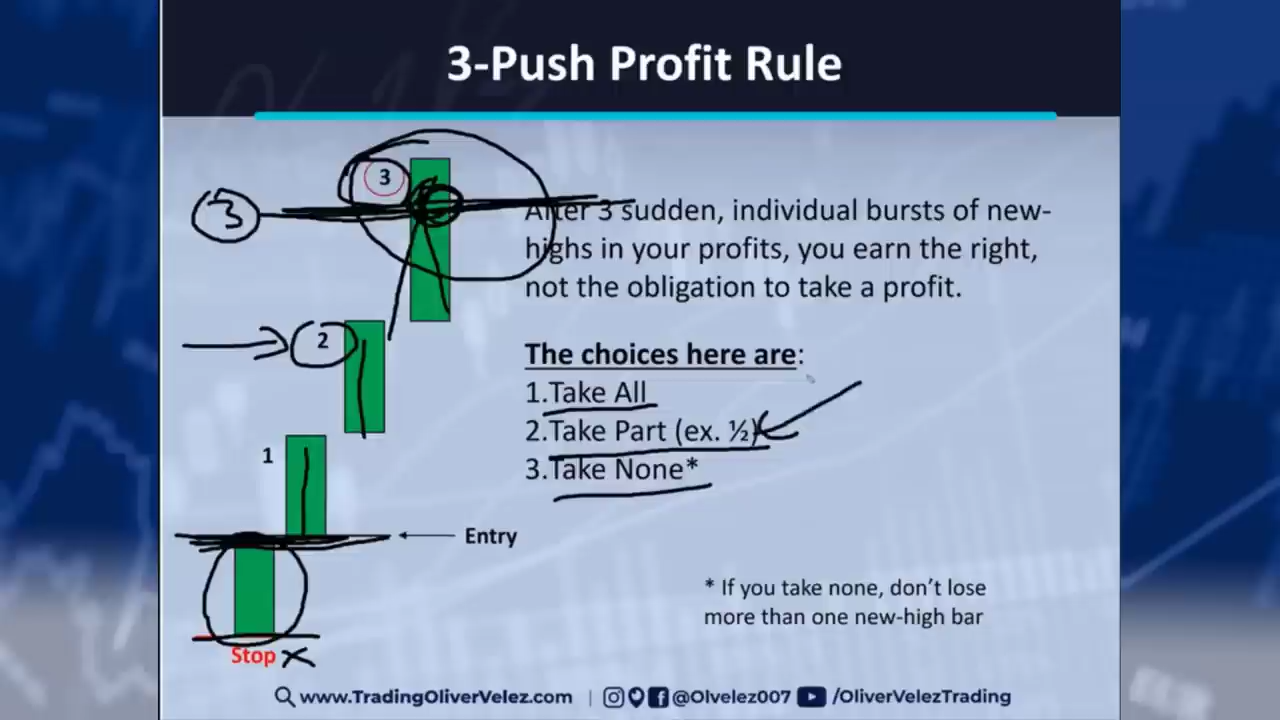 3-Push Profit Rule
3
3
After 3 sudden, individual bursts of new-
highs in your profits, you earn the right,
not the obligation to take a profit.
2
The choices here are:
1.Take All
2.Take Part (ex. ½)
3.Take None*
1
Entry
* If you take none, don’t lose
more than one new-high bar
Stop x
www.TradingOliverVelez.com | @Olvelez007 /OliverVelezTrading